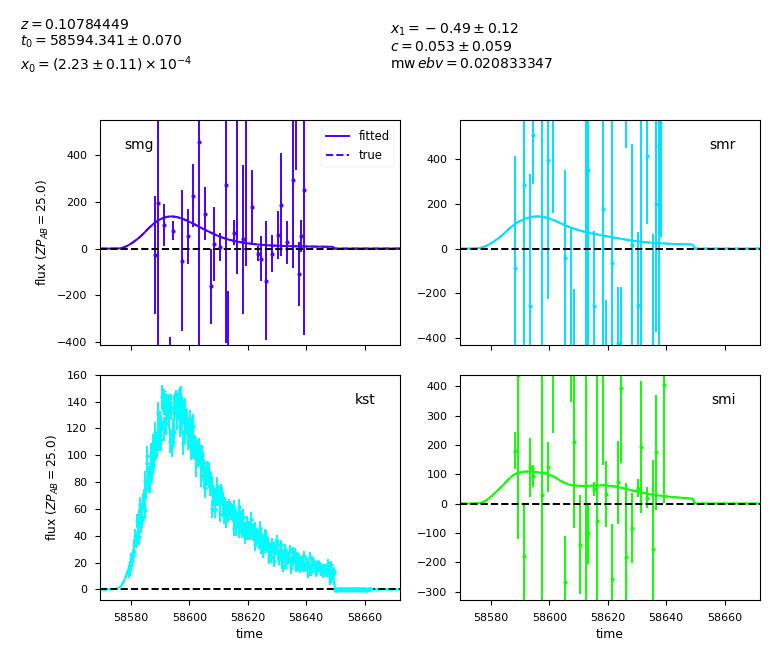 z = 0.10784449
t₀ = 58594.341 ± 0.070
x₀ = (2.23 ± 0.11) × 10⁻⁴
x₁ = −0.49 ± 0.12
c = 0.053 ± 0.059
mw ebv = 0.020833347
smg
fitted
true
400
200
0
−200
−400
flux (ZP_AB = 25.0)
smr
400
200
0
−200
−400
kst
160
140
120
100
80
60
40
20
0
flux (ZP_AB = 25.0)
58580 58600 58620 58640 58660
time
smi
400
300
200
100
0
−100
−200
−300
58580 58600 58620 58640 58660
time